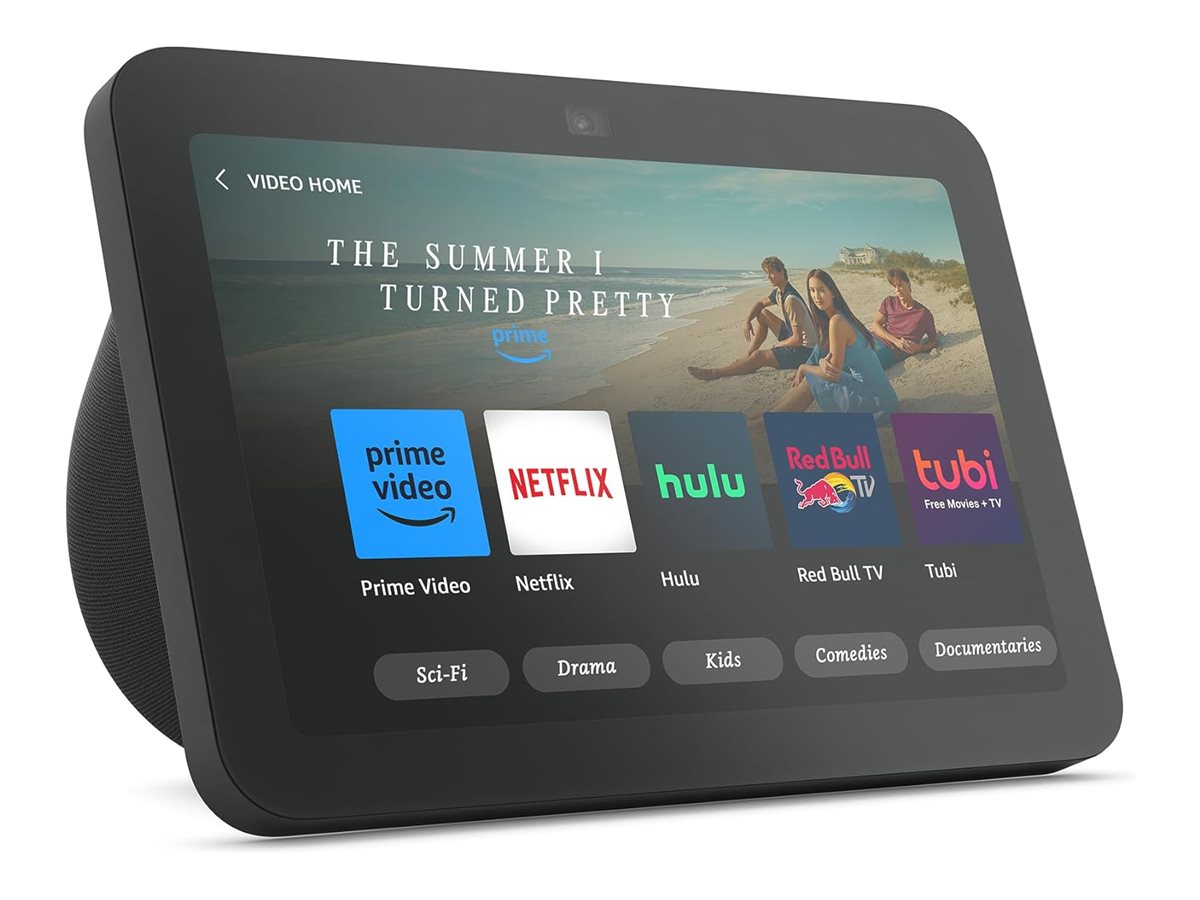 VIDEO HOME
THE SUMMER I
TURNED PRETTY
prime
prime
video
NETFLIX
hulu
Red Bull
TV
tubi
Free Movies + TV
Prime Video
Netflix
Hulu
Red Bull TV
Tubi
Sci-Fi
Drama
Kids
Comedies
Documentaries